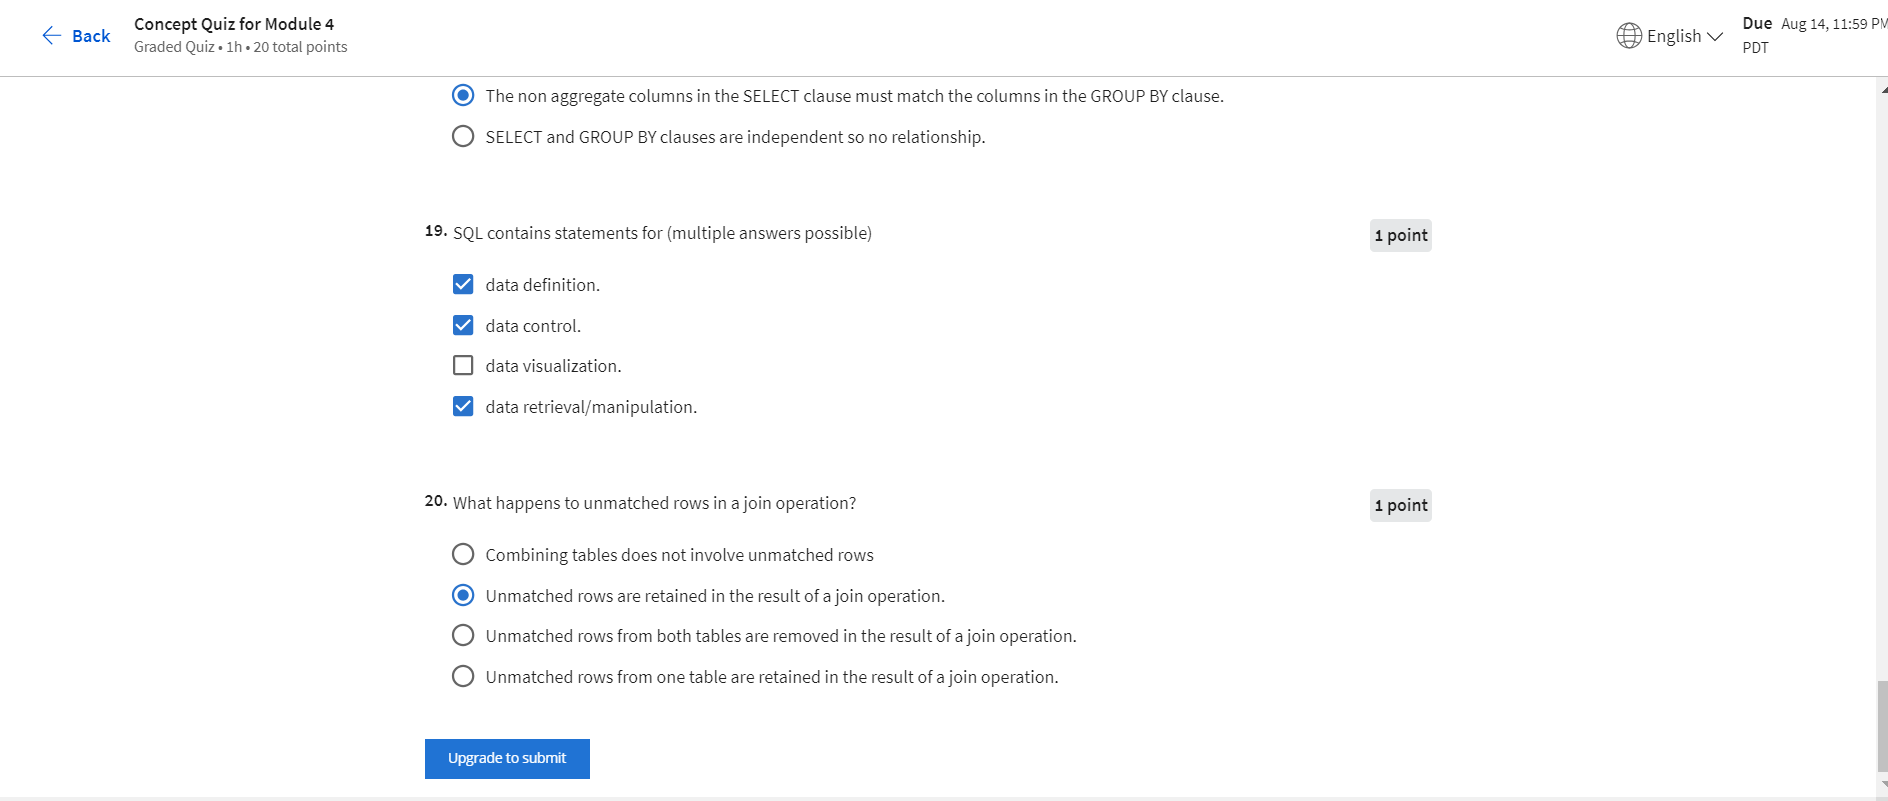 Back
Concept Quiz for Module 4
Graded Quiz • 1h • 20 total points
English
Due Aug 14, 11:59 PM
PDT
The non aggregate columns in the SELECT clause must match the columns in the GROUP BY clause.
SELECT and GROUP BY clauses are independent so no relationship.
19. SQL contains statements for (multiple answers possible)
1 point
data definition.
data control.
data visualization.
data retrieval/manipulation.
20. What happens to unmatched rows in a join operation?
1 point
Combining tables does not involve unmatched rows
Unmatched rows are retained in the result of a join operation.
Unmatched rows from both tables are removed in the result of a join operation.
Unmatched rows from one table are retained in the result of a join operation.
Upgrade to submit